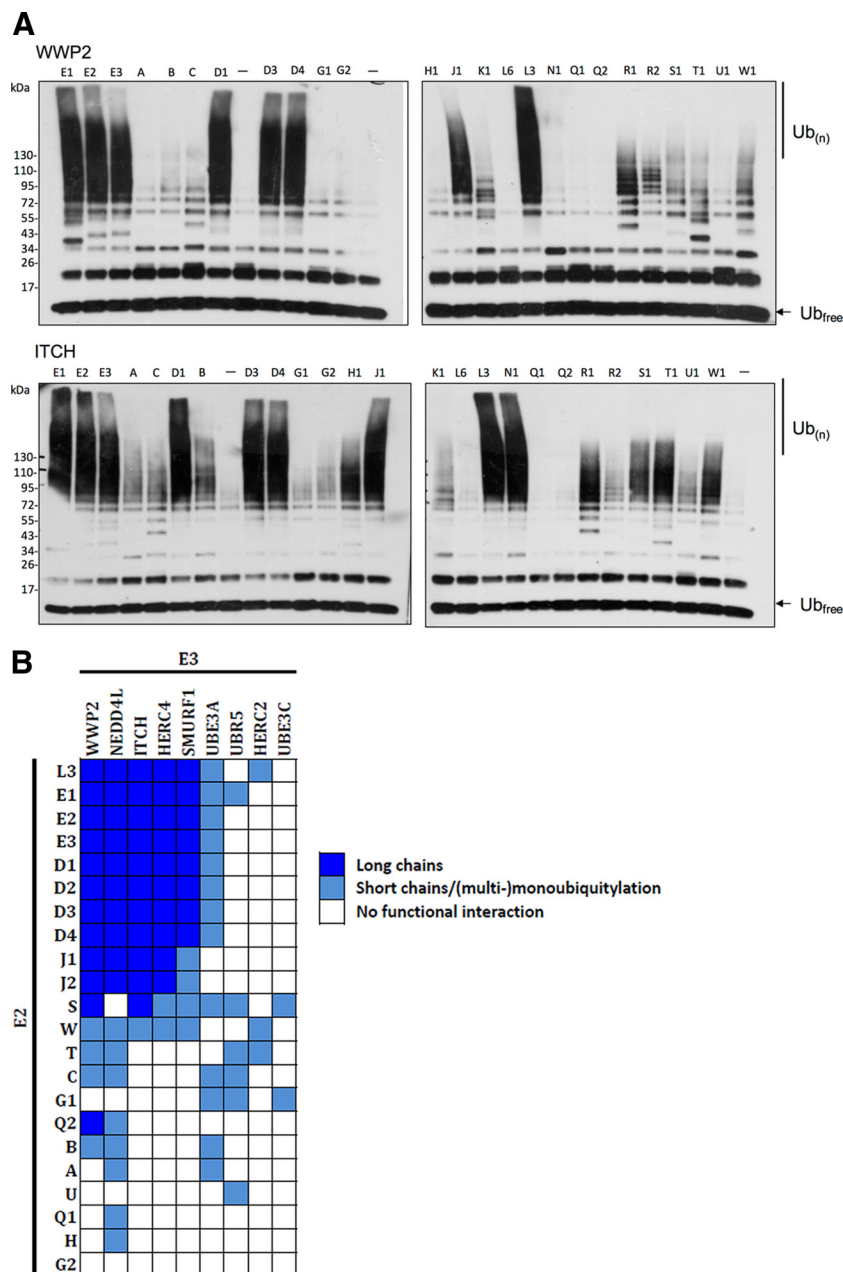 A
WWP2
E1 E2 E3 A B C D1 — D3 D4 G1 G2 —
H1 J1 K1 L6 L3 N1 Q1 Q2 R1 R2 S1 T1 U1 W1
kDa
130-
110-
95-
72-
55-
43-
34-
26-
17-
Ub(n)
Ubfree
ITCH
E1 E2 E3 A C D1 B — D3 D4 G1 G2 H1 J1
K1 L6 L3 N1 Q1 Q2 R1 R2 S1 T1 U1 W1 —
kDa
130-
110-
95-
72-
55-
43-
34-
26-
17-
Ub(n)
Ubfree
B
E3
WWP2
NEDD4L
ITCH
HERC4
SMURF1
UBE3A
UBR5
HERC2
UBE3C
E2
L3
E1
E2
E3
D1
D2
D3
D4
J1
J2
S
W
T
C
G1
Q2
B
A
U
Q1
H
G2
Long chains
Short chains/(multi-)monoubiquitylation
No functional interaction